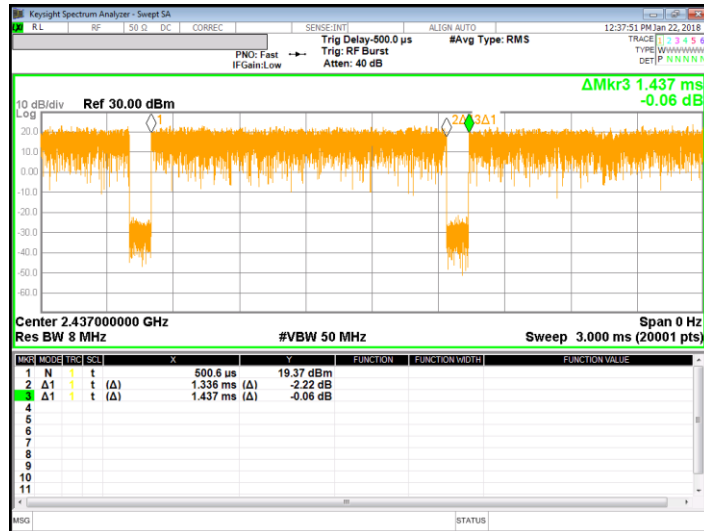 Keysight Spectrum Analyzer - Swept SA
RL RF 50 Ω DC CORREC SENSE:INT ALIGN AUTO 12:37:51 PM Jan 22, 2018
Trig Delay-500.0 µs #Avg Type: RMS TRACE 1 2 3 4 5 6
PNO: Fast Trig: RF Burst TYPE WWWWWW
IFGain:Low Atten: 40 dB DET P N N N N N
ΔMkr3 1.437 ms
-0.06 dB
10 dB/div Ref 30.00 dBm
Log
1 2Δ 3Δ1
20.0
10.0
0.00
-10.0
-20.0
-30.0
-40.0
-50.0
-60.0
Center 2.437000000 GHz Span 0 Hz
Res BW 8 MHz #VBW 50 MHz Sweep 3.000 ms (20001 pts)
MKR MODE TRC SCL X Y FUNCTION FUNCTION WIDTH FUNCTION VALUE
1 N 1 t 500.6 µs 19.37 dBm
2 Δ1 1 t (Δ) 1.336 ms (Δ) -2.22 dB
3 Δ1 1 t (Δ) 1.437 ms (Δ) -0.06 dB
4
5
6
7
8
9
10
11
MSG STATUS